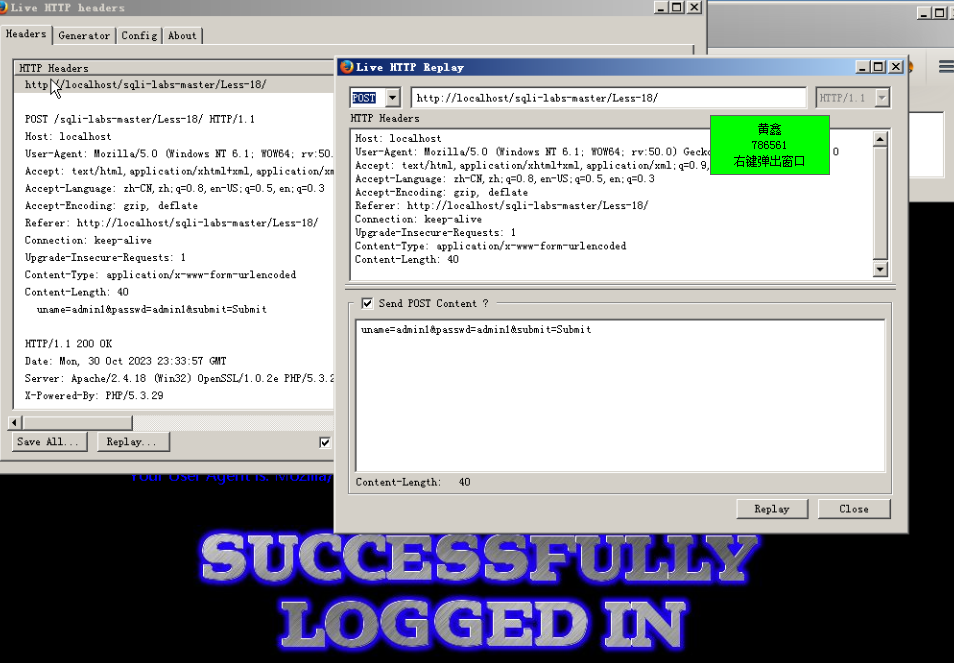 Live HTTP headers
Headers Generator Config About
HTTP Headers
http://localhost/sqli-labs-master/Less-18/
POST /sqli-labs-master/Less-18/ HTTP/1.1
Host: localhost
User-Agent: Mozilla/5.0 (Windows NT 6.1; WOW64; rv:50.
Accept: text/html,application/xhtml+xml,application/xm
Accept-Language: zh-CN,zh;q=0.8,en-US;q=0.5,en;q=0.3
Accept-Encoding: gzip, deflate
Referer: http://localhost/sqli-labs-master/Less-18/
Connection: keep-alive
Upgrade-Insecure-Requests: 1
Content-Type: application/x-www-form-urlencoded
Content-Length: 40
uname=admin1&passwd=admin1&submit=Submit
HTTP/1.1 200 OK
Date: Mon, 30 Oct 2023 23:33:57 GMT
Server: Apache/2.4.18 (Win32) OpenSSL/1.0.2e PHP/5.3.2
X-Powered-By: PHP/5.3.29
Save All... Replay...
Live HTTP Replay
POST http://localhost/sqli-labs-master/Less-18/ HTTP/1.1
HTTP Headers
Host: localhost
User-Agent: Mozilla/5.0 (Windows NT 6.1; WOW64; rv:50.0) Geck 0
Accept: text/html,application/xhtml+xml,application/xml;q=0.9,
Accept-Language: zh-CN,zh;q=0.8,en-US;q=0.5,en;q=0.3
Accept-Encoding: gzip, deflate
Referer: http://localhost/sqli-labs-master/Less-18/
Connection: keep-alive
Upgrade-Insecure-Requests: 1
Content-Type: application/x-www-form-urlencoded
Content-Length: 40
黄鑫
786561
右键弹出窗口
Send POST Content ?
uname=admin1&passwd=admin1&submit=Submit
Content-Length: 40
Replay Close
Your User Agent is: Mozilla/
SUCCESSFULLY
LOGGED IN